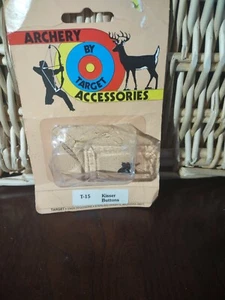 ARCHERY
BY
TARGET
ACCESSORIES
T-15 Kisser
Buttons